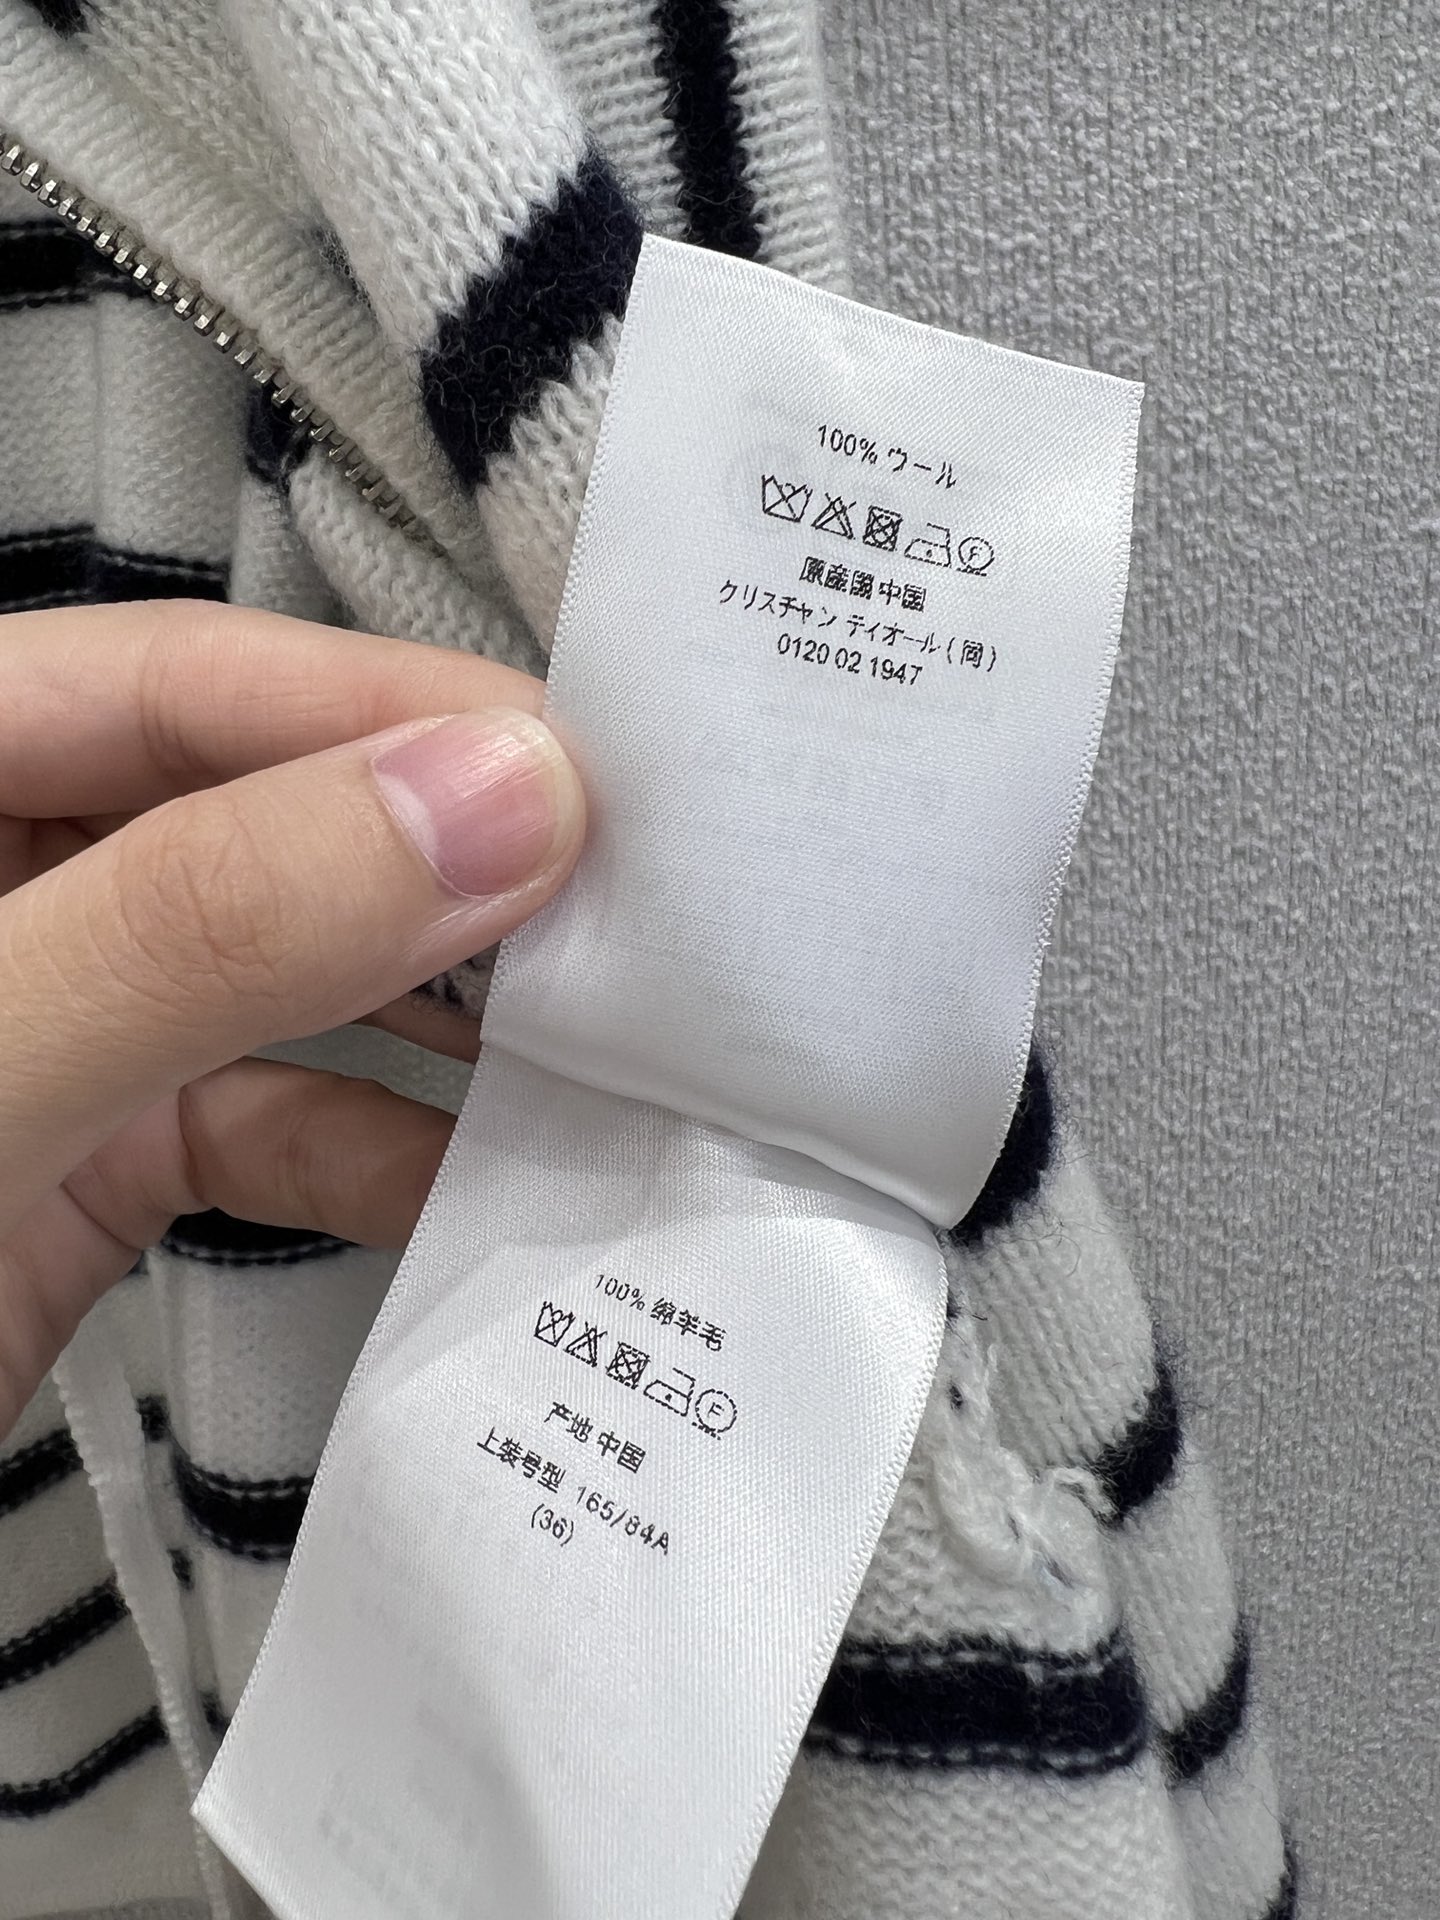 100% ウール
F
原産国 中国
クリスチャン ディオール (同)
0120 02 1947
100% 绵羊毛
F
产地 中国
上装号型 165/84A
(36)